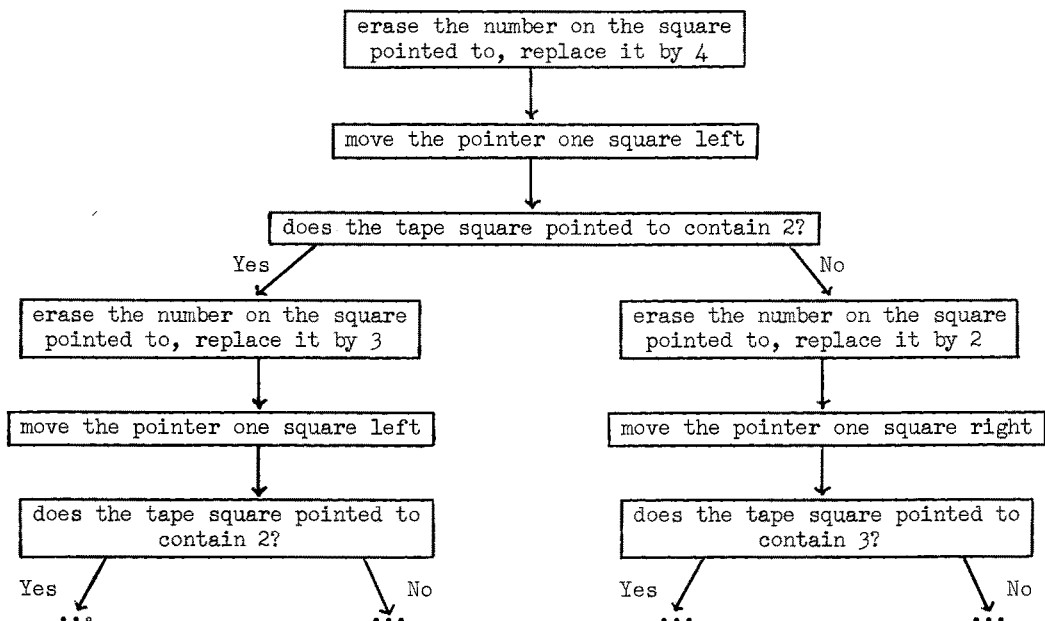 erase the number on the square
pointed to, replace it by 4
move the pointer one square left
does the tape square pointed to contain 2?
Yes
No
erase the number on the square
pointed to, replace it by 3
erase the number on the square
pointed to, replace it by 2
move the pointer one square left
move the pointer one square right
does the tape square pointed to
contain 2?
does the tape square pointed to
contain 3?
Yes
No
Yes
No
...
...
...
...